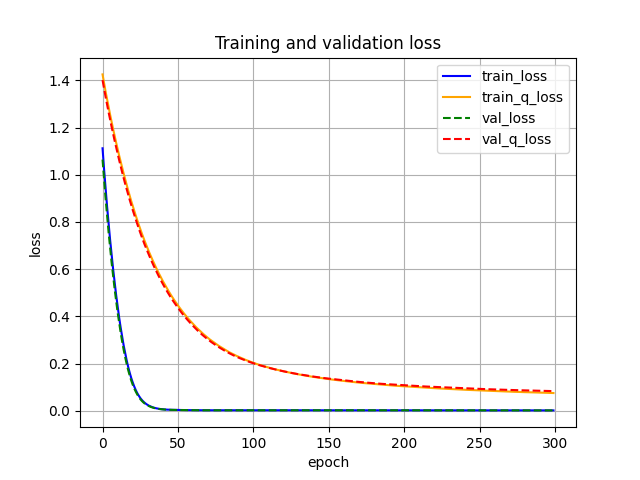 Training and validation loss
train_loss
train_q_loss
val_loss
val_q_loss
loss
1.4
1.2
1.0
0.8
0.6
0.4
0.2
0.0
0 50 100 150 200 250 300
epoch